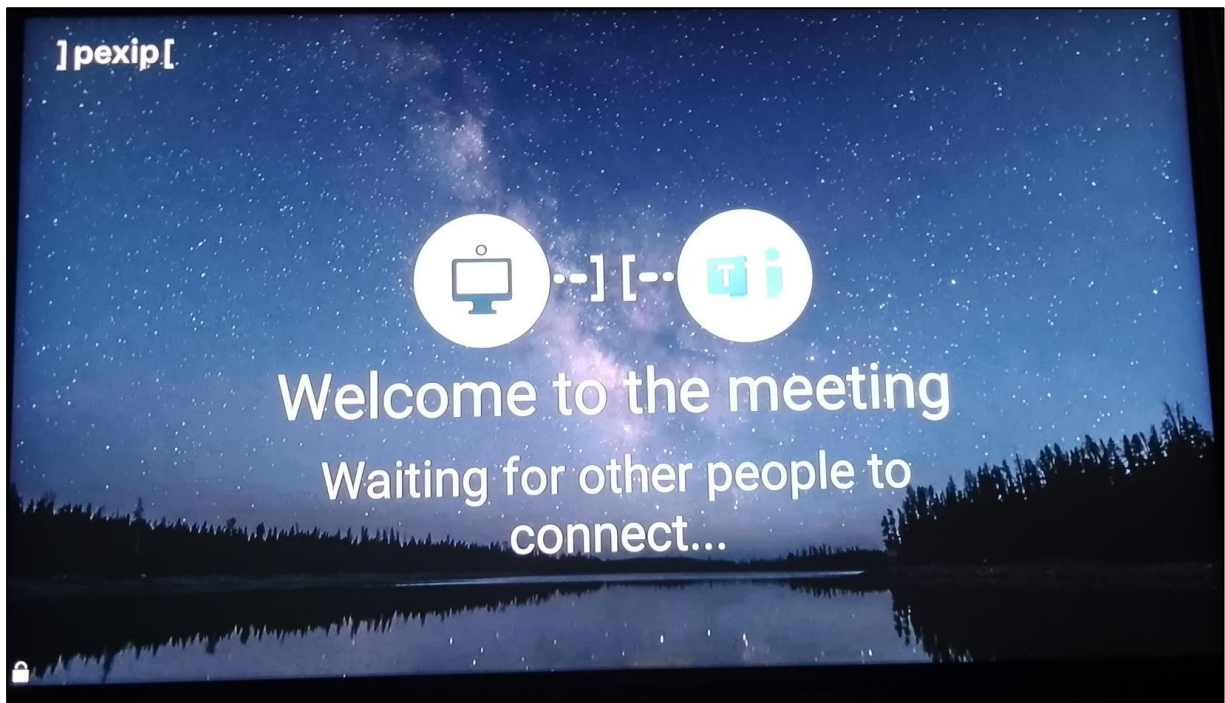 ]pexip[
T
Welcome to the meeting
Waiting for other people to
connect...